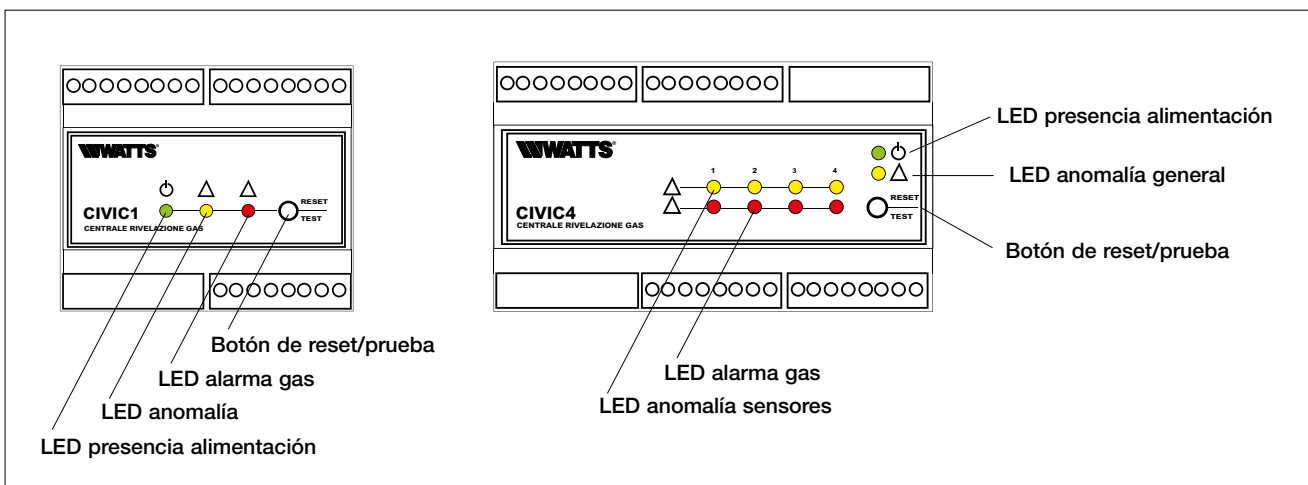 WATTS
CIVIC1
CENTRALE RIVELAZIONE GAS
RESET
TEST
Botón de reset/prueba
LED alarma gas
LED anomalía
LED presencia alimentación
WATTS
1 2 3 4
CIVIC4
CENTRALE RIVELAZIONE GAS
RESET
TEST
LED presencia alimentación
LED anomalía general
Botón de reset/prueba
LED alarma gas
LED anomalía sensores